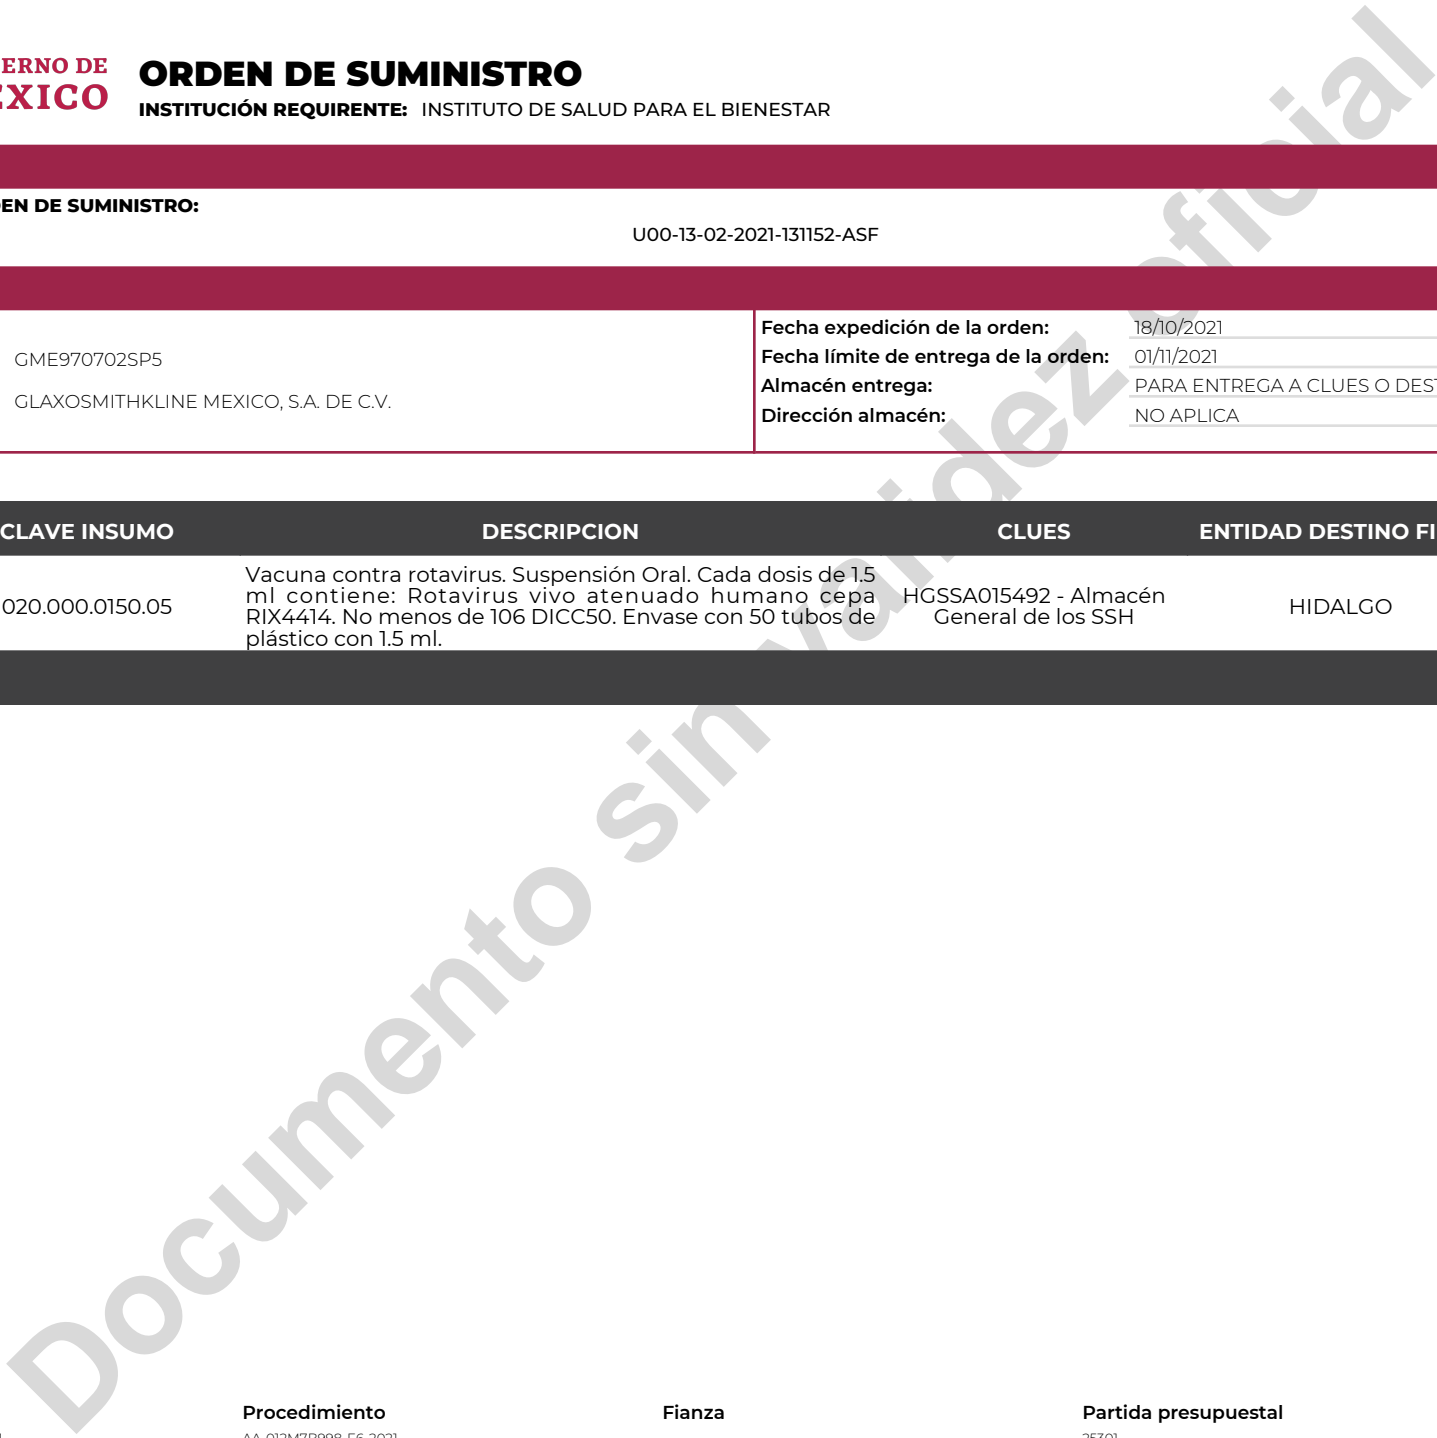 ERNO DE
EXICO
ORDEN DE SUMINISTRO
INSTITUCIÓN REQUIRENTE: INSTITUTO DE SALUD PARA EL BIENESTAR
EN DE SUMINISTRO:
U00-13-02-2021-131152-ASF
GME970702SP5
GLAXOSMITHKLINE MEXICO, S.A. DE C.V.
Fecha expedición de la orden: 18/10/2021
Fecha límite de entrega de la orden: 01/11/2021
Almacén entrega: PARA ENTREGA A CLUES O DEST
Dirección almacén: NO APLICA
CLAVE INSUMO DESCRIPCION CLUES ENTIDAD DESTINO FI
020.000.0150.05
Vacuna contra rotavirus. Suspensión Oral. Cada dosis de 1.5
ml contiene: Rotavirus vivo atenuado humano cepa
RIX4414. No menos de 106 DICC50. Envase con 50 tubos de
plástico con 1.5 ml.
HGSSA015492 - Almacén
General de los SSH
HIDALGO
Documento sin validez oficial
Procedimiento Fianza Partida presupuestal